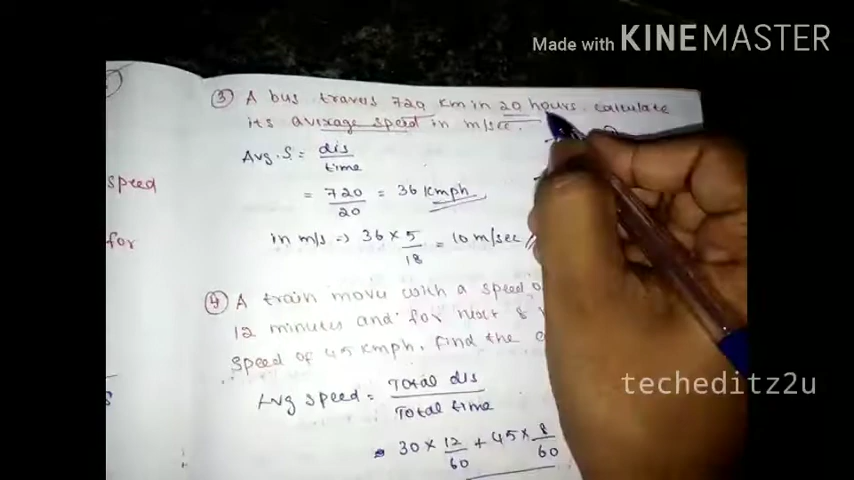 Made with KINEMASTER
③ A bus travels 720 Km in 20 hours. calculate
its average speed in m/sec.
Avg.S. = dis
time
= 720 = 36 Kmph
20
in m/s => 36 × 5 = 10 m/sec
18
speed
for
④ A train move with a speed
12 minutes and for next 8
speed of 45 Kmph. find the
techeditz2u
Avg speed = Total dis
Total time
= 30 × 12 + 45 × 8
60 60